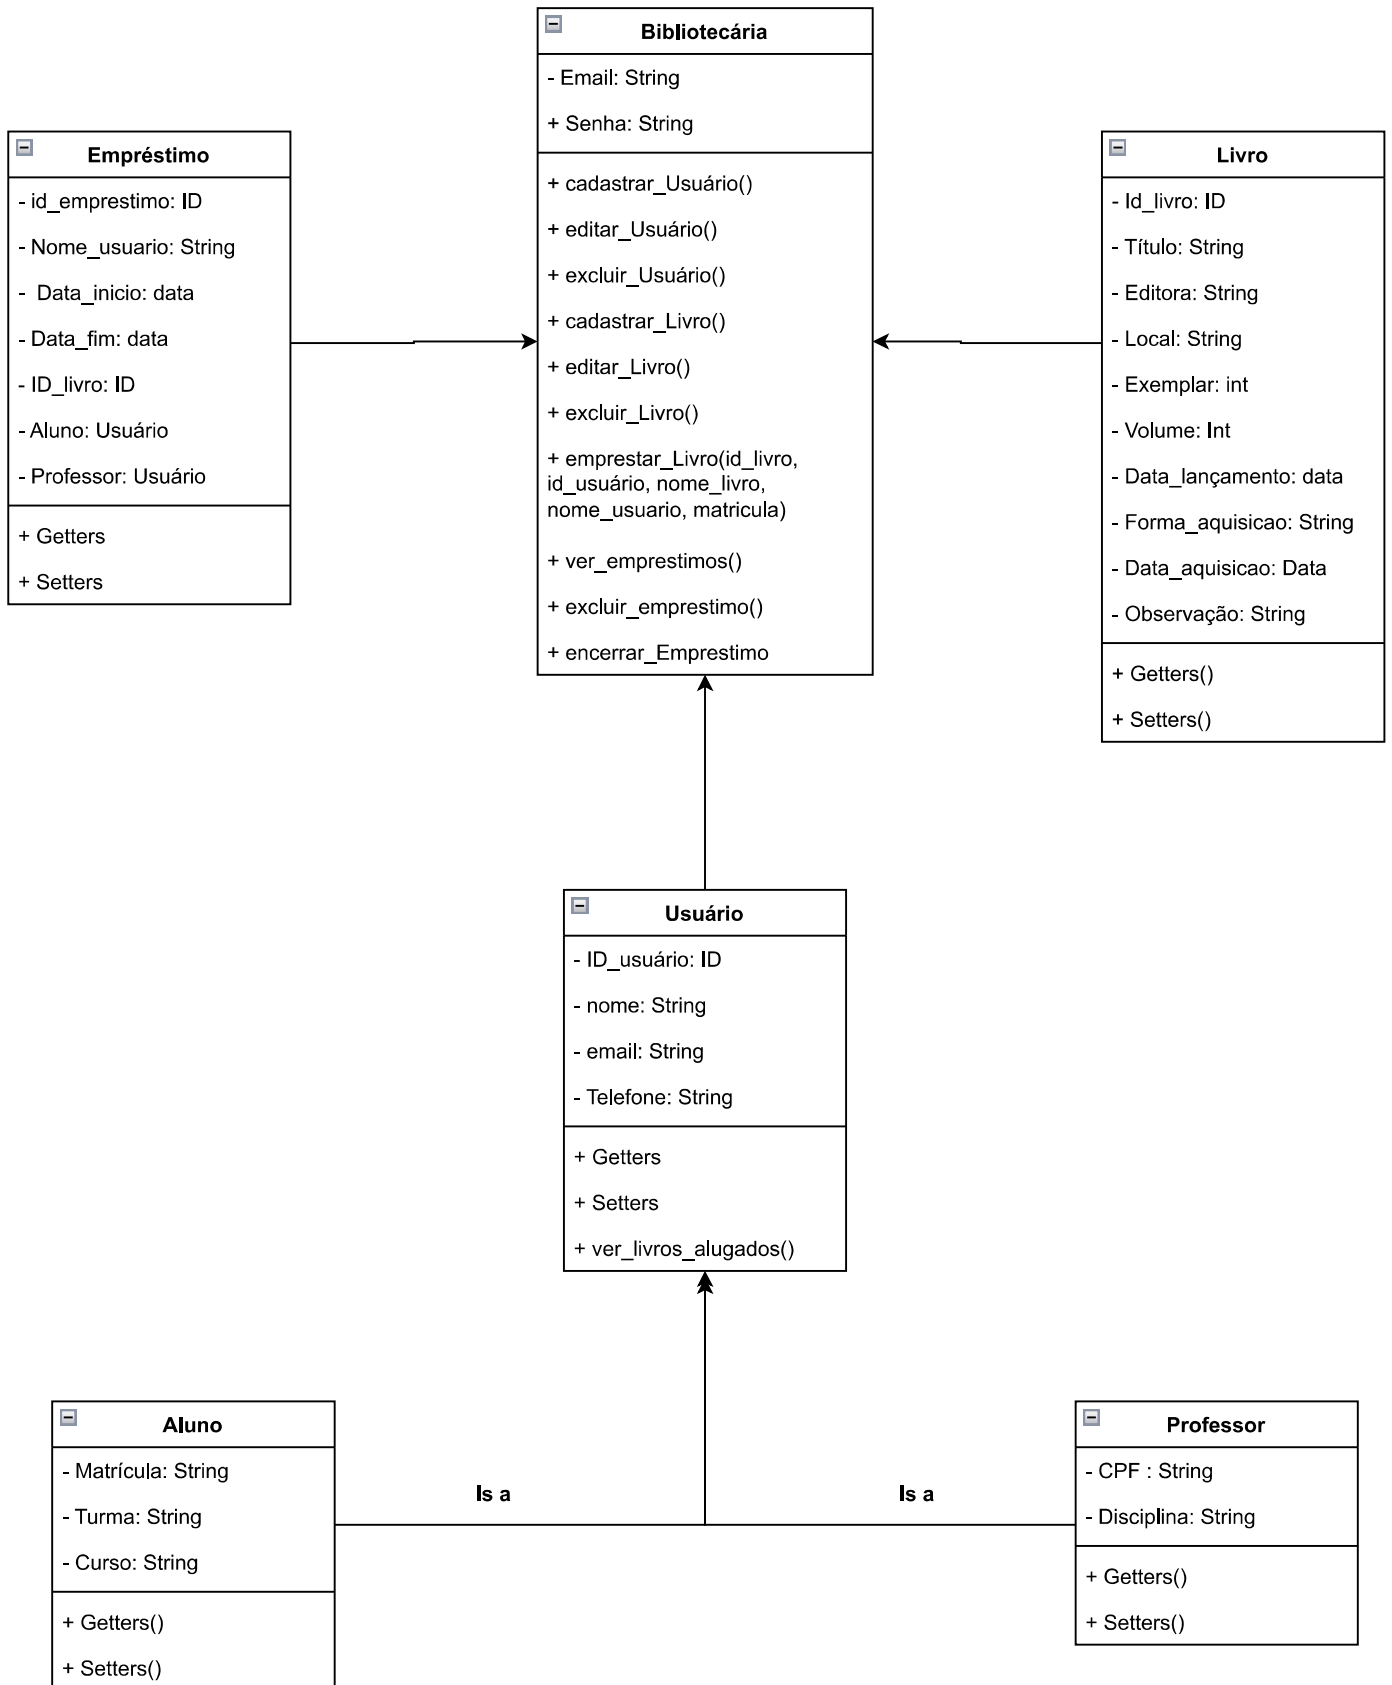 Bibliotecária
- Email: String
+ Senha: String
+ cadastrar_Usuário()
+ editar_Usuário()
+ excluir_Usuário()
+ cadastrar_Livro()
+ editar_Livro()
+ excluir_Livro()
+ emprestar_Livro(id_livro,
id_usuário, nome_livro,
nome_usuario, matricula)
+ ver_emprestimos()
+ excluir_emprestimo()
+ encerrar_Emprestimo
Empréstimo
- id_emprestimo: ID
- Nome_usuario: String
- Data_inicio: data
- Data_fim: data
- ID_livro: ID
- Aluno: Usuário
- Professor: Usuário
+ Getters
+ Setters
Livro
- Id_livro: ID
- Título: String
- Editora: String
- Local: String
- Exemplar: int
- Volume: Int
- Data_lançamento: data
- Forma_aquisicao: String
- Data_aquisicao: Data
- Observação: String
+ Getters()
+ Setters()
Usuário
- ID_usuário: ID
- nome: String
- email: String
- Telefone: String
+ Getters
+ Setters
+ ver_livros_alugados()
Aluno
- Matrícula: String
- Turma: String
- Curso: String
+ Getters()
+ Setters()
Is a
Is a
Professor
- CPF : String
- Disciplina: String
+ Getters()
+ Setters()